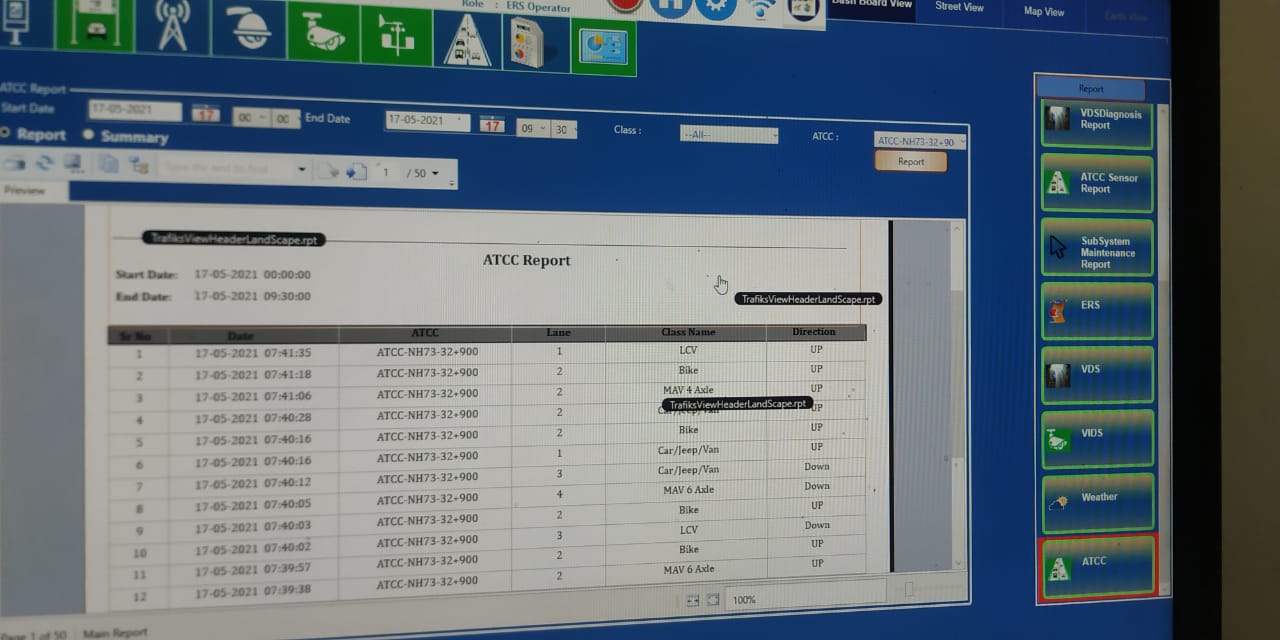 Role : ERS Operator
Dash Board View Street View Map View Earth View
ATCC Report
Start Date 17-05-2021 17 00 00 End Date 17-05-2021 17 09 30 Class : --All-- ATCC : ATCC-NH73-32+90
Report Summary
Report
1 / 50
Preview
TrafiksViewHeaderLandScape.rpt
ATCC Report
Start Date: 17-05-2021 00:00:00
End Date: 17-05-2021 09:30:00
TrafiksViewHeaderLandScape.rpt
Sr No Date ATCC Lane Class Name Direction
1 17-05-2021 07:41:35 ATCC-NH73-32+900 1 LCV UP
2 17-05-2021 07:41:18 ATCC-NH73-32+900 2 Bike UP
3 17-05-2021 07:41:06 ATCC-NH73-32+900 2 MAV 4 Axle UP
4 17-05-2021 07:40:28 ATCC-NH73-32+900 2 Car/Jeep/Van UP
TrafiksViewHeaderLandScape.rpt
5 17-05-2021 07:40:16 ATCC-NH73-32+900 2 Bike UP
6 17-05-2021 07:40:16 ATCC-NH73-32+900 1 Car/Jeep/Van UP
7 17-05-2021 07:40:12 ATCC-NH73-32+900 3 Car/Jeep/Van Down
8 17-05-2021 07:40:05 ATCC-NH73-32+900 4 MAV 6 Axle Down
9 17-05-2021 07:40:03 ATCC-NH73-32+900 2 Bike UP
10 17-05-2021 07:40:02 ATCC-NH73-32+900 3 LCV Down
11 17-05-2021 07:39:57 ATCC-NH73-32+900 2 Bike UP
12 17-05-2021 07:39:38 ATCC-NH73-32+900 2 MAV 6 Axle UP
100%
Page 1 of 50 Main Report
Report
VDSDiagnosis
Report
ATCC Sensor
Report
SubSystem
Maintenance
Report
ERS
VDS
VIDS
Weather
ATCC